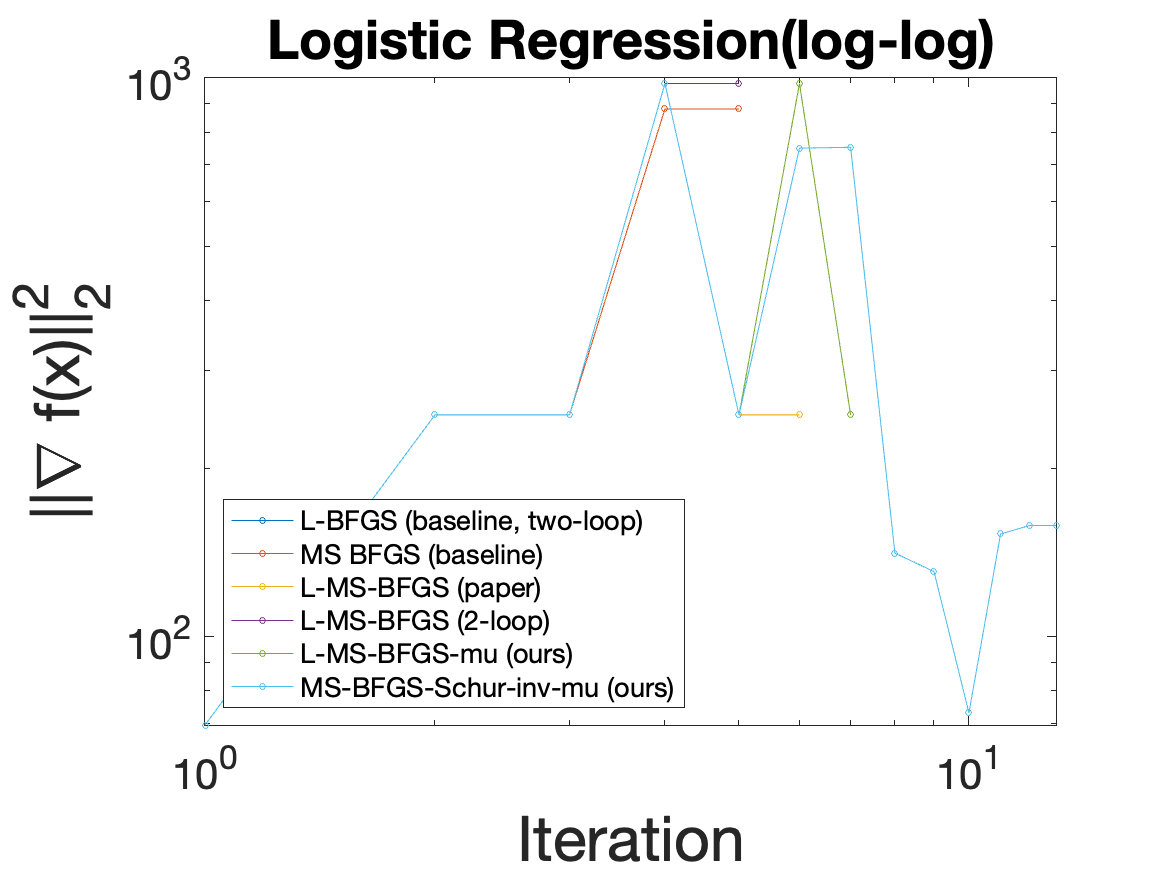 Logistic Regression(log-log)
10^3
10^2
||∇ f(x)||_2^2
L-BFGS (baseline, two-loop)
MS BFGS (baseline)
L-MS-BFGS (paper)
L-MS-BFGS (2-loop)
L-MS-BFGS-mu (ours)
MS-BFGS-Schur-inv-mu (ours)
10^0 10^1
Iteration